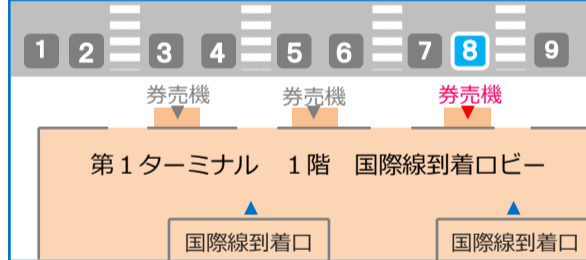 1 2 3 4 5 6 7 8 9
券売機 券売機 券売機
第1ターミナル 1階 国際線到着ロビー
国際線到着口 国際線到着口